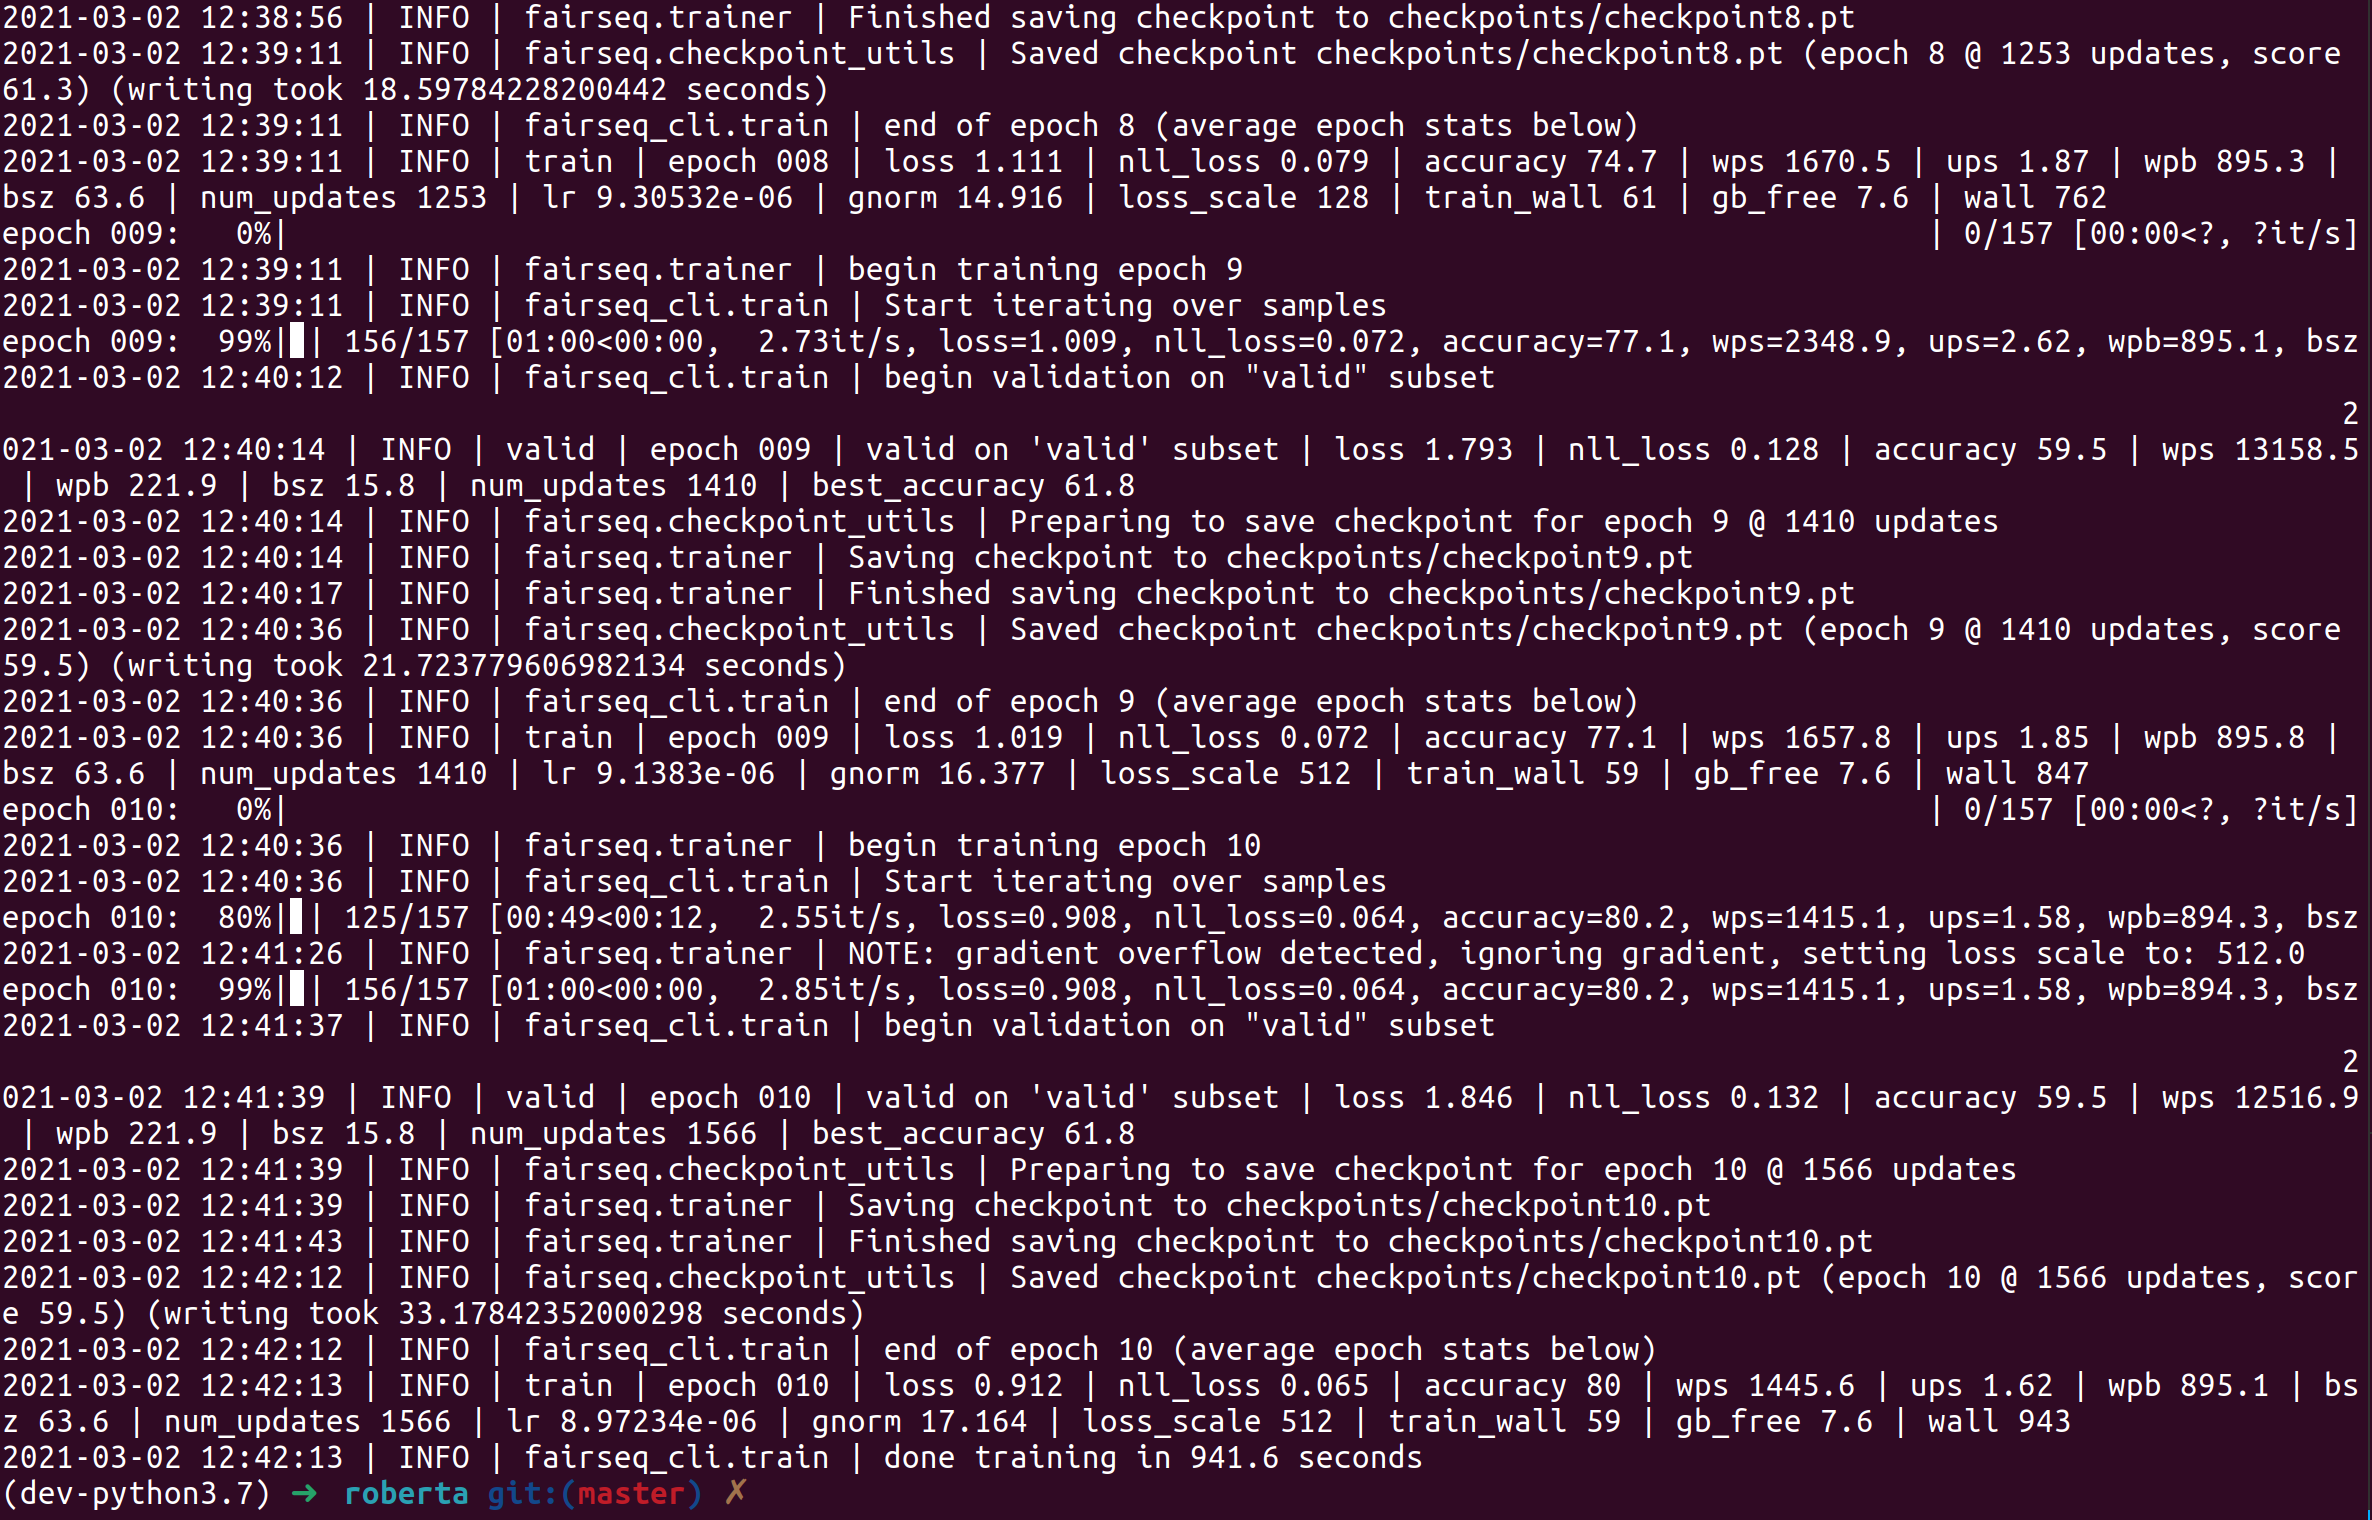 2021-03-02 12:38:56 | INFO | fairseq.trainer | Finished saving checkpoint to checkpoints/checkpoint8.pt
2021-03-02 12:39:11 | INFO | fairseq.checkpoint_utils | Saved checkpoint checkpoints/checkpoint8.pt (epoch 8 @ 1253 updates, score
61.3) (writing took 18.59784228200442 seconds)
2021-03-02 12:39:11 | INFO | fairseq_cli.train | end of epoch 8 (average epoch stats below)
2021-03-02 12:39:11 | INFO | train | epoch 008 | loss 1.111 | nll_loss 0.079 | accuracy 74.7 | wps 1670.5 | ups 1.87 | wpb 895.3 |
bsz 63.6 | num_updates 1253 | lr 9.30532e-06 | gnorm 14.916 | loss_scale 128 | train_wall 61 | gb_free 7.6 | wall 762
epoch 009:   0%|                                                                                           | 0/157 [00:00<?, ?it/s]
2021-03-02 12:39:11 | INFO | fairseq.trainer | begin training epoch 9
2021-03-02 12:39:11 | INFO | fairseq_cli.train | Start iterating over samples
epoch 009:  99%|█| 156/157 [01:00<00:00,  2.73it/s, loss=1.009, nll_loss=0.072, accuracy=77.1, wps=2348.9, ups=2.62, wpb=895.1, bsz
2021-03-02 12:40:12 | INFO | fairseq_cli.train | begin validation on "valid" subset
2
021-03-02 12:40:14 | INFO | valid | epoch 009 | valid on 'valid' subset | loss 1.793 | nll_loss 0.128 | accuracy 59.5 | wps 13158.5
| wpb 221.9 | bsz 15.8 | num_updates 1410 | best_accuracy 61.8
2021-03-02 12:40:14 | INFO | fairseq.checkpoint_utils | Preparing to save checkpoint for epoch 9 @ 1410 updates
2021-03-02 12:40:14 | INFO | fairseq.trainer | Saving checkpoint to checkpoints/checkpoint9.pt
2021-03-02 12:40:17 | INFO | fairseq.trainer | Finished saving checkpoint to checkpoints/checkpoint9.pt
2021-03-02 12:40:36 | INFO | fairseq.checkpoint_utils | Saved checkpoint checkpoints/checkpoint9.pt (epoch 9 @ 1410 updates, score
59.5) (writing took 21.723779606982134 seconds)
2021-03-02 12:40:36 | INFO | fairseq_cli.train | end of epoch 9 (average epoch stats below)
2021-03-02 12:40:36 | INFO | train | epoch 009 | loss 1.019 | nll_loss 0.072 | accuracy 77.1 | wps 1657.8 | ups 1.85 | wpb 895.8 |
bsz 63.6 | num_updates 1410 | lr 9.1383e-06 | gnorm 16.377 | loss_scale 512 | train_wall 59 | gb_free 7.6 | wall 847
epoch 010:   0%|                                                                                           | 0/157 [00:00<?, ?it/s]
2021-03-02 12:40:36 | INFO | fairseq.trainer | begin training epoch 10
2021-03-02 12:40:36 | INFO | fairseq_cli.train | Start iterating over samples
epoch 010:  80%|█| 125/157 [00:49<00:12,  2.55it/s, loss=0.908, nll_loss=0.064, accuracy=80.2, wps=1415.1, ups=1.58, wpb=894.3, bsz
2021-03-02 12:41:26 | INFO | fairseq.trainer | NOTE: gradient overflow detected, ignoring gradient, setting loss scale to: 512.0
epoch 010:  99%|█| 156/157 [01:00<00:00,  2.85it/s, loss=0.908, nll_loss=0.064, accuracy=80.2, wps=1415.1, ups=1.58, wpb=894.3, bsz
2021-03-02 12:41:37 | INFO | fairseq_cli.train | begin validation on "valid" subset
2
021-03-02 12:41:39 | INFO | valid | epoch 010 | valid on 'valid' subset | loss 1.846 | nll_loss 0.132 | accuracy 59.5 | wps 12516.9
| wpb 221.9 | bsz 15.8 | num_updates 1566 | best_accuracy 61.8
2021-03-02 12:41:39 | INFO | fairseq.checkpoint_utils | Preparing to save checkpoint for epoch 10 @ 1566 updates
2021-03-02 12:41:39 | INFO | fairseq.trainer | Saving checkpoint to checkpoints/checkpoint10.pt
2021-03-02 12:41:43 | INFO | fairseq.trainer | Finished saving checkpoint to checkpoints/checkpoint10.pt
2021-03-02 12:42:12 | INFO | fairseq.checkpoint_utils | Saved checkpoint checkpoints/checkpoint10.pt (epoch 10 @ 1566 updates, scor
e 59.5) (writing took 33.17842352000298 seconds)
2021-03-02 12:42:12 | INFO | fairseq_cli.train | end of epoch 10 (average epoch stats below)
2021-03-02 12:42:13 | INFO | train | epoch 010 | loss 0.912 | nll_loss 0.065 | accuracy 80 | wps 1445.6 | ups 1.62 | wpb 895.1 | bs
z 63.6 | num_updates 1566 | lr 8.97234e-06 | gnorm 17.164 | loss_scale 512 | train_wall 59 | gb_free 7.6 | wall 943
2021-03-02 12:42:13 | INFO | fairseq_cli.train | done training in 941.6 seconds
(dev-python3.7) ➜ roberta git:(master) ✗